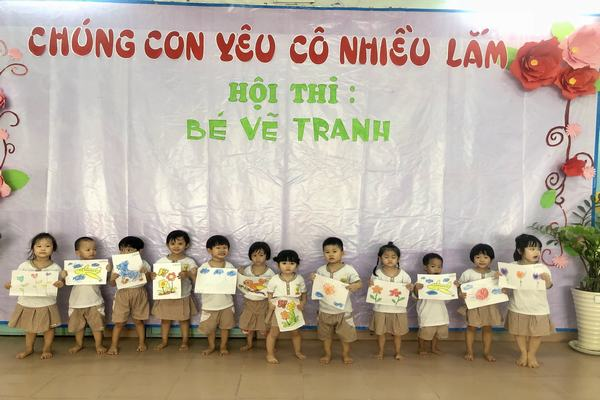 CHÚNG CON YÊU CÔ NHIỀU LẮM
HỘI THI :
BÉ VẼ TRANH